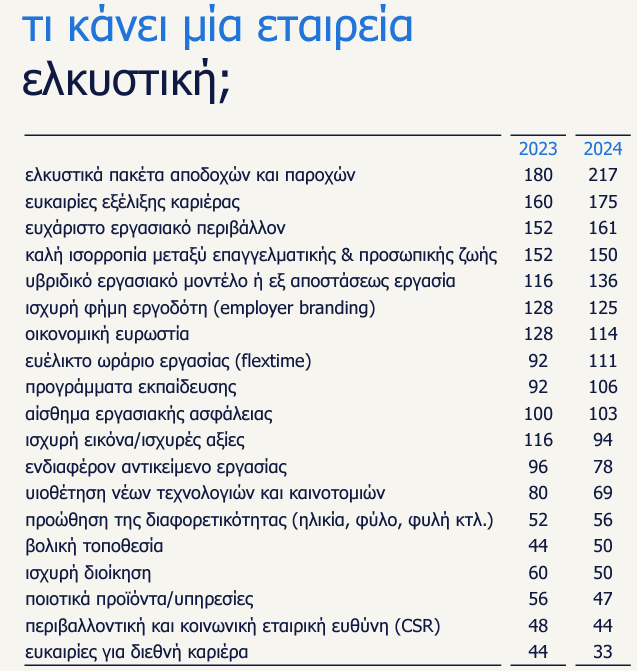 τι κάνει μία εταιρεία
ελκυστική;
2023 2024
ελκυστικά πακέτα αποδοχών και παροχών 180 217
ευκαιρίες εξέλιξης καριέρας 160 175
ευχάριστο εργασιακό περιβάλλον 152 161
καλή ισορροπία μεταξύ επαγγελματικής & προσωπικής ζωής 152 150
υβριδικό εργασιακό μοντέλο ή εξ αποστάσεως εργασία 116 136
ισχυρή φήμη εργοδότη (employer branding) 128 125
οικονομική ευρωστία 128 114
ευέλικτο ωράριο εργασίας (flextime) 92 111
προγράμματα εκπαίδευσης 92 106
αίσθημα εργασιακής ασφάλειας 100 103
ισχυρή εικόνα/ισχυρές αξίες 116 94
ενδιαφέρον αντικείμενο εργασίας 96 78
υιοθέτηση νέων τεχνολογιών και καινοτομιών 80 69
προώθηση της διαφορετικότητας (ηλικία, φύλο, φυλή κτλ.) 52 56
βολική τοποθεσία 44 50
ισχυρή διοίκηση 60 50
ποιοτικά προϊόντα/υπηρεσίες 56 47
περιβαλλοντική και κοινωνική εταιρική ευθύνη (CSR) 48 44
ευκαιρίες για διεθνή καριέρα 44 33